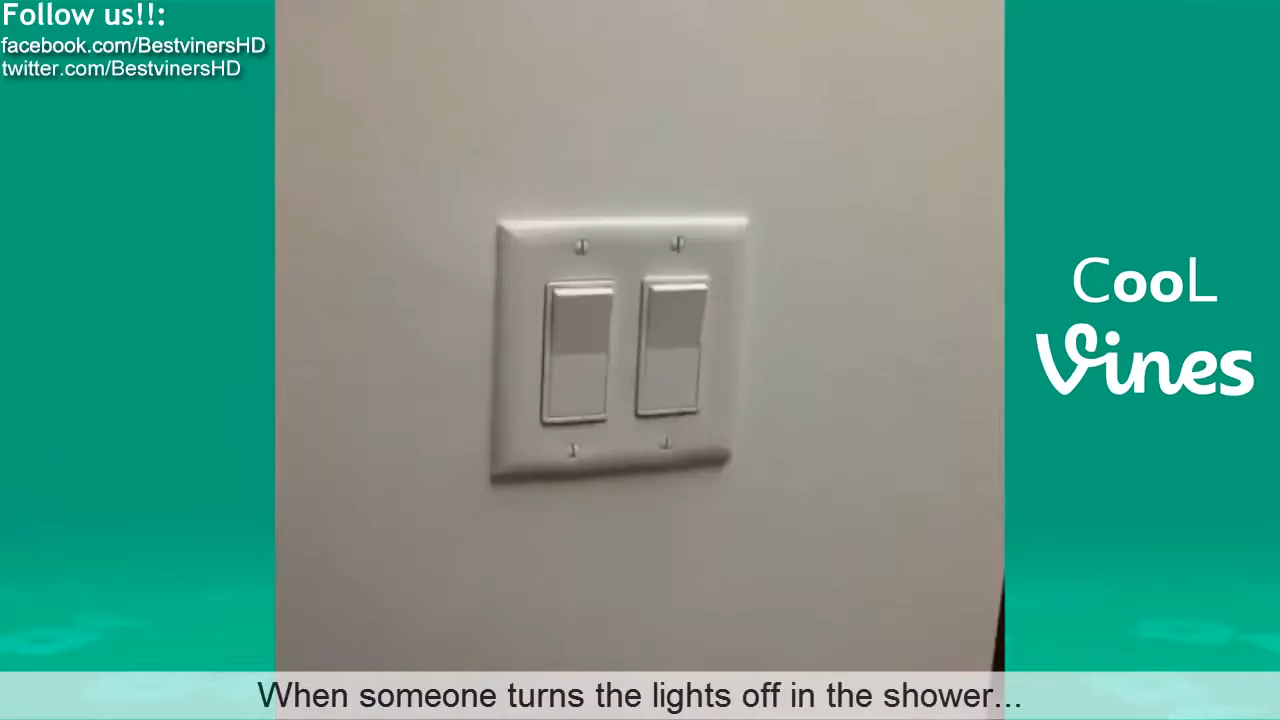 Follow us!!:
facebook.com/BestvinersHD
twitter.com/BestvinersHD
CooL
Vines
When someone turns the lights off in the shower...